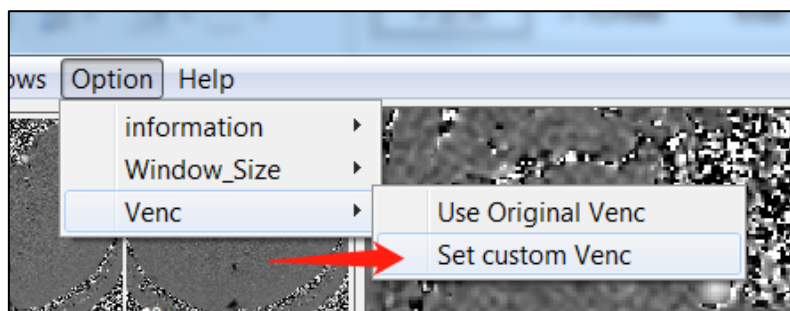 ows Option Help
information
Window_Size
Venc
Use Original Venc
Set custom Venc